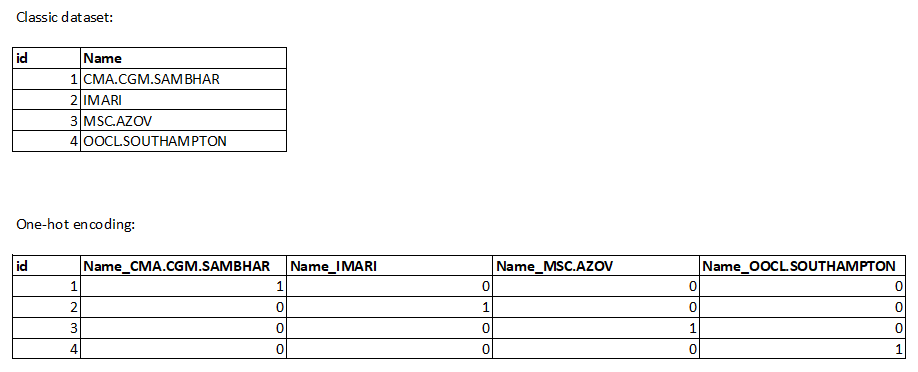 Classic dataset:
id Name
1 CMA.CGM.SAMBHAR
2 IMARI
3 MSC.AZOV
4 OOCL.SOUTHAMPTON
One-hot encoding:
id Name_CMA.CGM.SAMBHAR Name_IMARI Name_MSC.AZOV Name_OOCL.SOUTHAMPTON
1 1 0 0 0
2 0 1 0 0
3 0 0 1 0
4 0 0 0 1